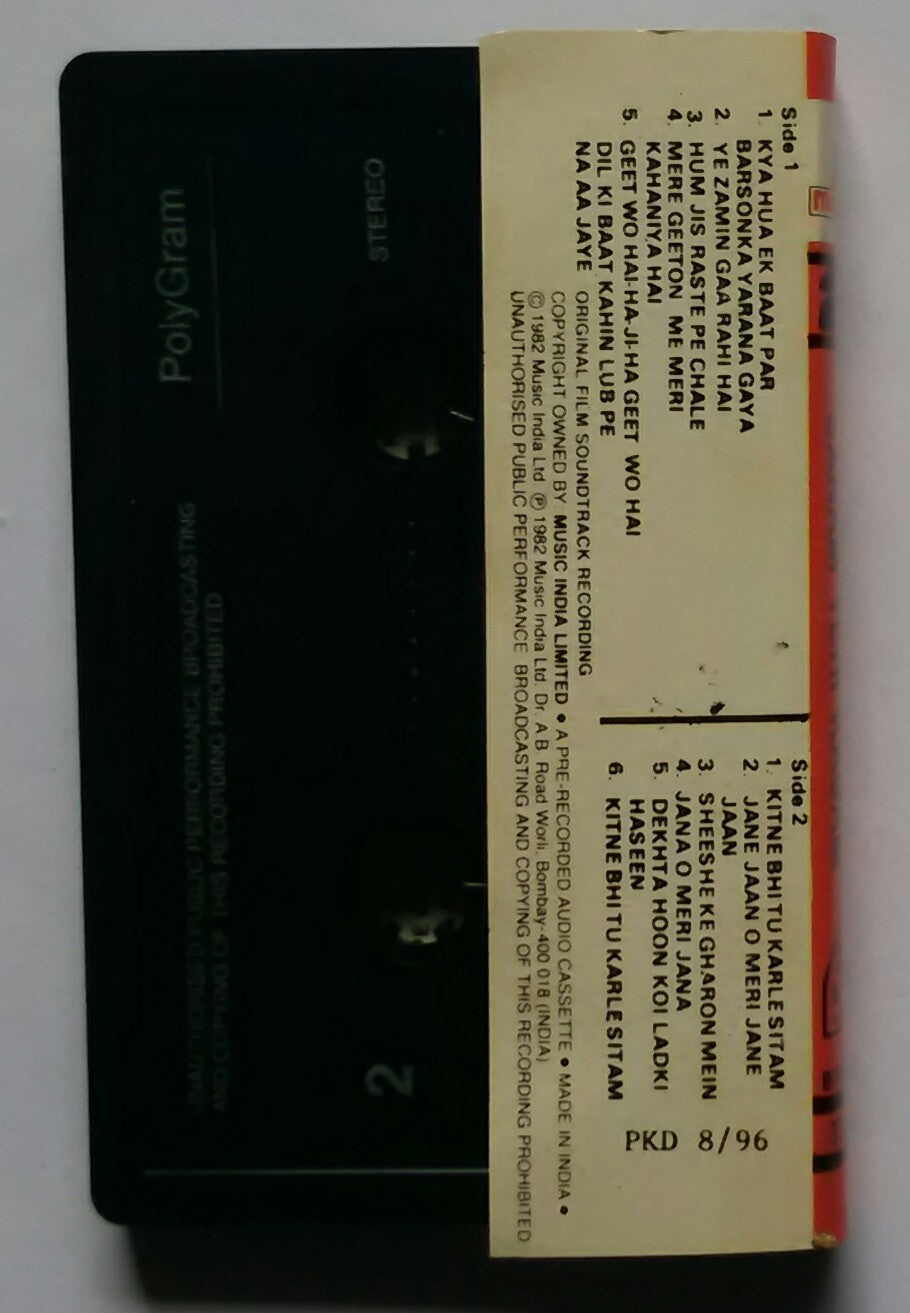 Side 1
1. KYA HUA EK BAAT PAR
BARSONKA YARANA GAYA
2. YE ZAMIN GAA RAHI HAI
3. HUM JIS RASTE PE CHALE
4. MERE GEETON ME MERI
KAHANIYA HAI
5. GEET WO HAI-HA-JI-HA GEET WO HAI
DIL KI BAAT KAHIN LUB PE
NA AA JAYE
Side 2
1. KITNE BHI TU KARLE SITAM
2. JANE JAAN O MERI JANE
JAAN
3. SHEESHE KE GHARON MEIN
4. JANA O MERI JANA
5. DEKHTA HOON KOI LADKI
HASEEN
6. KITNE BHI TU KARLE SITAM
PKD 8/96
ORIGINAL FILM SOUNDTRACK RECORDING
COPYRIGHT OWNED BY MUSIC INDIA LIMITED • A PRE-RECORDED AUDIO CASSETTE • MADE IN INDIA •
© 1982 Music India Ltd ℗ 1982 Music India Ltd. Dr. A B Road Worli, Bombay-400 018 (INDIA)
UNAUTHORISED PUBLIC PERFORMANCE BROADCASTING AND COPYING OF THIS RECORDING PROHIBITED
STEREO
2
PolyGram
UNAUTHORISED PUBLIC PERFORMANCE BROADCASTING
AND COPYING OF THIS RECORDING PROHIBITED